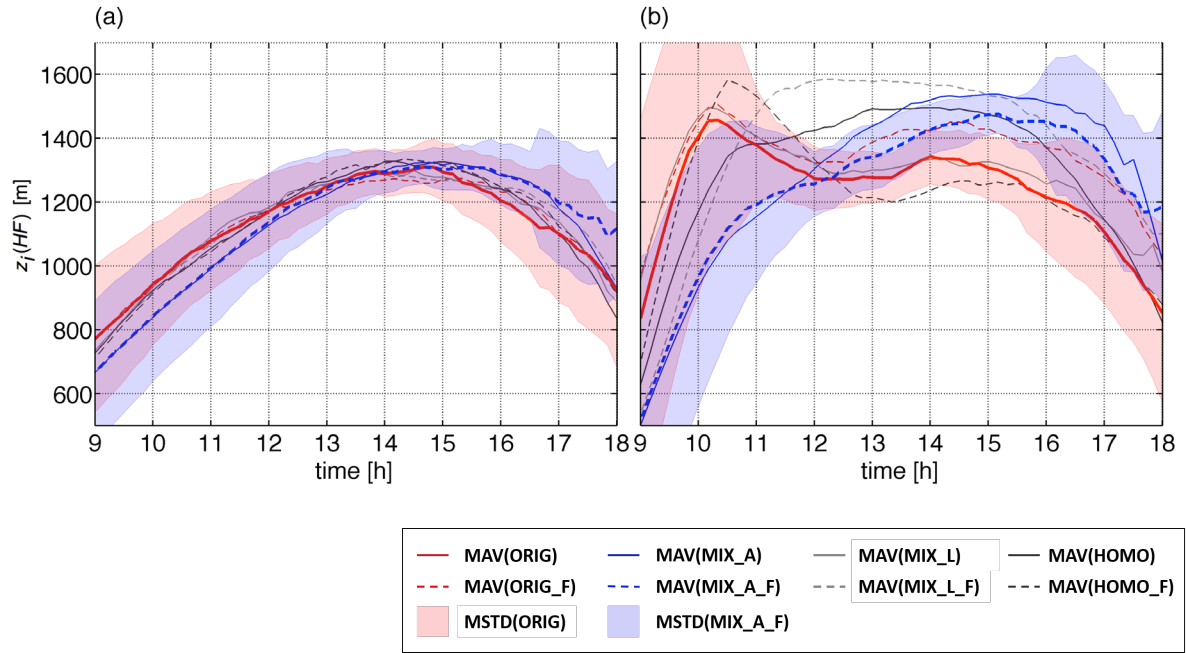 (a)
(b)
z_i(HF) [m]
1600
1400
1200
1000
800
600
9 10 11 12 13 14 15 16 17 18
9 10 11 12 13 14 15 16 17 18
time [h]
time [h]
MAV(ORIG) MAV(MIX_A) MAV(MIX_L) MAV(HOMO)
MAV(ORIG_F) MAV(MIX_A_F) MAV(MIX_L_F) MAV(HOMO_F)
MSTD(ORIG) MSTD(MIX_A_F)